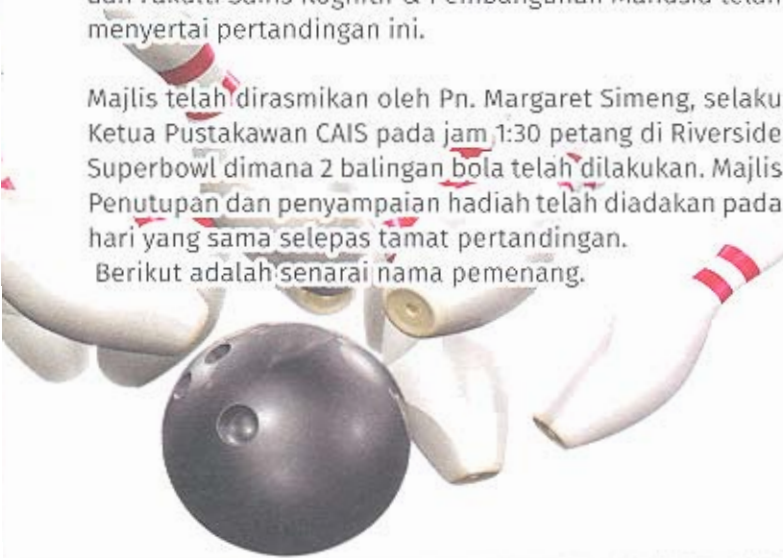 menyertai pertandingan ini.
Majlis telah dirasmikan oleh Pn. Margaret Simeng, selaku
Ketua Pustakawan CAIS pada jam 1:30 petang di Riverside
Superbowl dimana 2 balingan bola telah dilakukan. Majlis
Penutupan dan penyampaian hadiah telah diadakan pada
hari yang sama selepas tamat pertandingan.
Berikut adalah senarai nama pemenang.